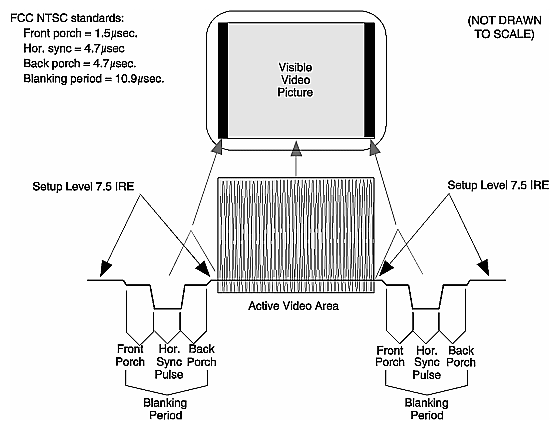 FCC NTSC standards:
Front porch = 1.5µsec.
Hor. sync = 4.7µsec.
Back porch = 4.7µsec.
Blanking period = 10.9µsec.
(NOT DRAWN
TO SCALE)
Visible
Video
Picture
Setup Level 7.5 IRE
Setup Level 7.5 IRE
Active Video Area
Front
Porch
Hor.
Sync
Pulse
Back
Porch
Blanking
Period
Front
Porch
Hor.
Sync
Pulse
Back
Porch
Blanking
Period